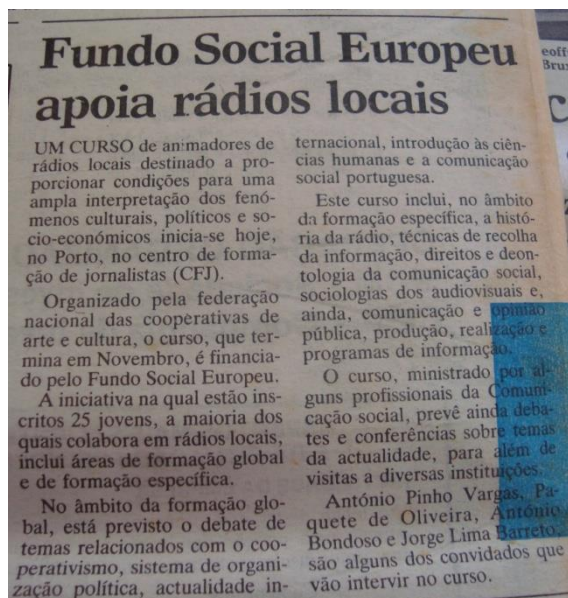 Fundo Social Europeu
apoia rádios locais
UM CURSO de animadores de
rádios locais destinado a pro-
porcionar condições para uma
ampla interpretação dos fenó-
menos culturais, políticos e so-
cio-económicos inicia-se hoje,
no Porto, no centro de forma-
ção de jornalistas (CFJ).
Organizado pela federação
nacional das cooperativas de
arte e cultura, o curso, que ter-
mina em Novembro, é financia-
do pelo Fundo Social Europeu.
A iniciativa na qual estão ins-
critos 25 jovens, a maioria dos
quais colabora em rádios locais,
inclui áreas de formação global
e de formação específica.
No âmbito da formação glo-
bal, está previsto o debate de
temas relacionados com o coo-
perativismo, sistema de organi-
zação política, actualidade in-
ternacional, introdução às ciên-
cias humanas e a comunicação
social portuguesa.
Este curso inclui, no âmbito
da formação específica, a histó-
ria da rádio, técnicas de recolha
da informação, direitos e deon-
tologia da comunicação social,
sociologias dos audiovisuais e,
ainda, comunicação e opinião
pública, produção, realização e
programas de informação.
O curso, ministrado por al-
guns profissionais da Comuni-
cação social, prevê ainda deba-
tes e conferências sobre temas
da actualidade, para além de
visitas a diversas instituições.
António Pinho Vargas, Pa-
quete de Oliveira, António
Bondoso e Jorge Lima Barreto,
são alguns dos convidados que
vão intervir no curso.